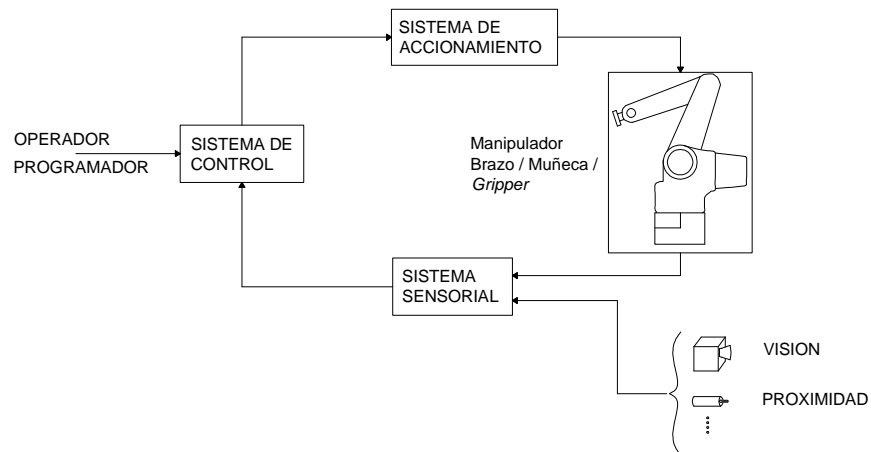 SISTEMA DE
ACCIONAMIENTO
OPERADOR
PROGRAMADOR
SISTEMA DE
CONTROL
Manipulador
Brazo / Muñeca /
Gripper
SISTEMA
SENSORIAL
VISION
PROXIMIDAD